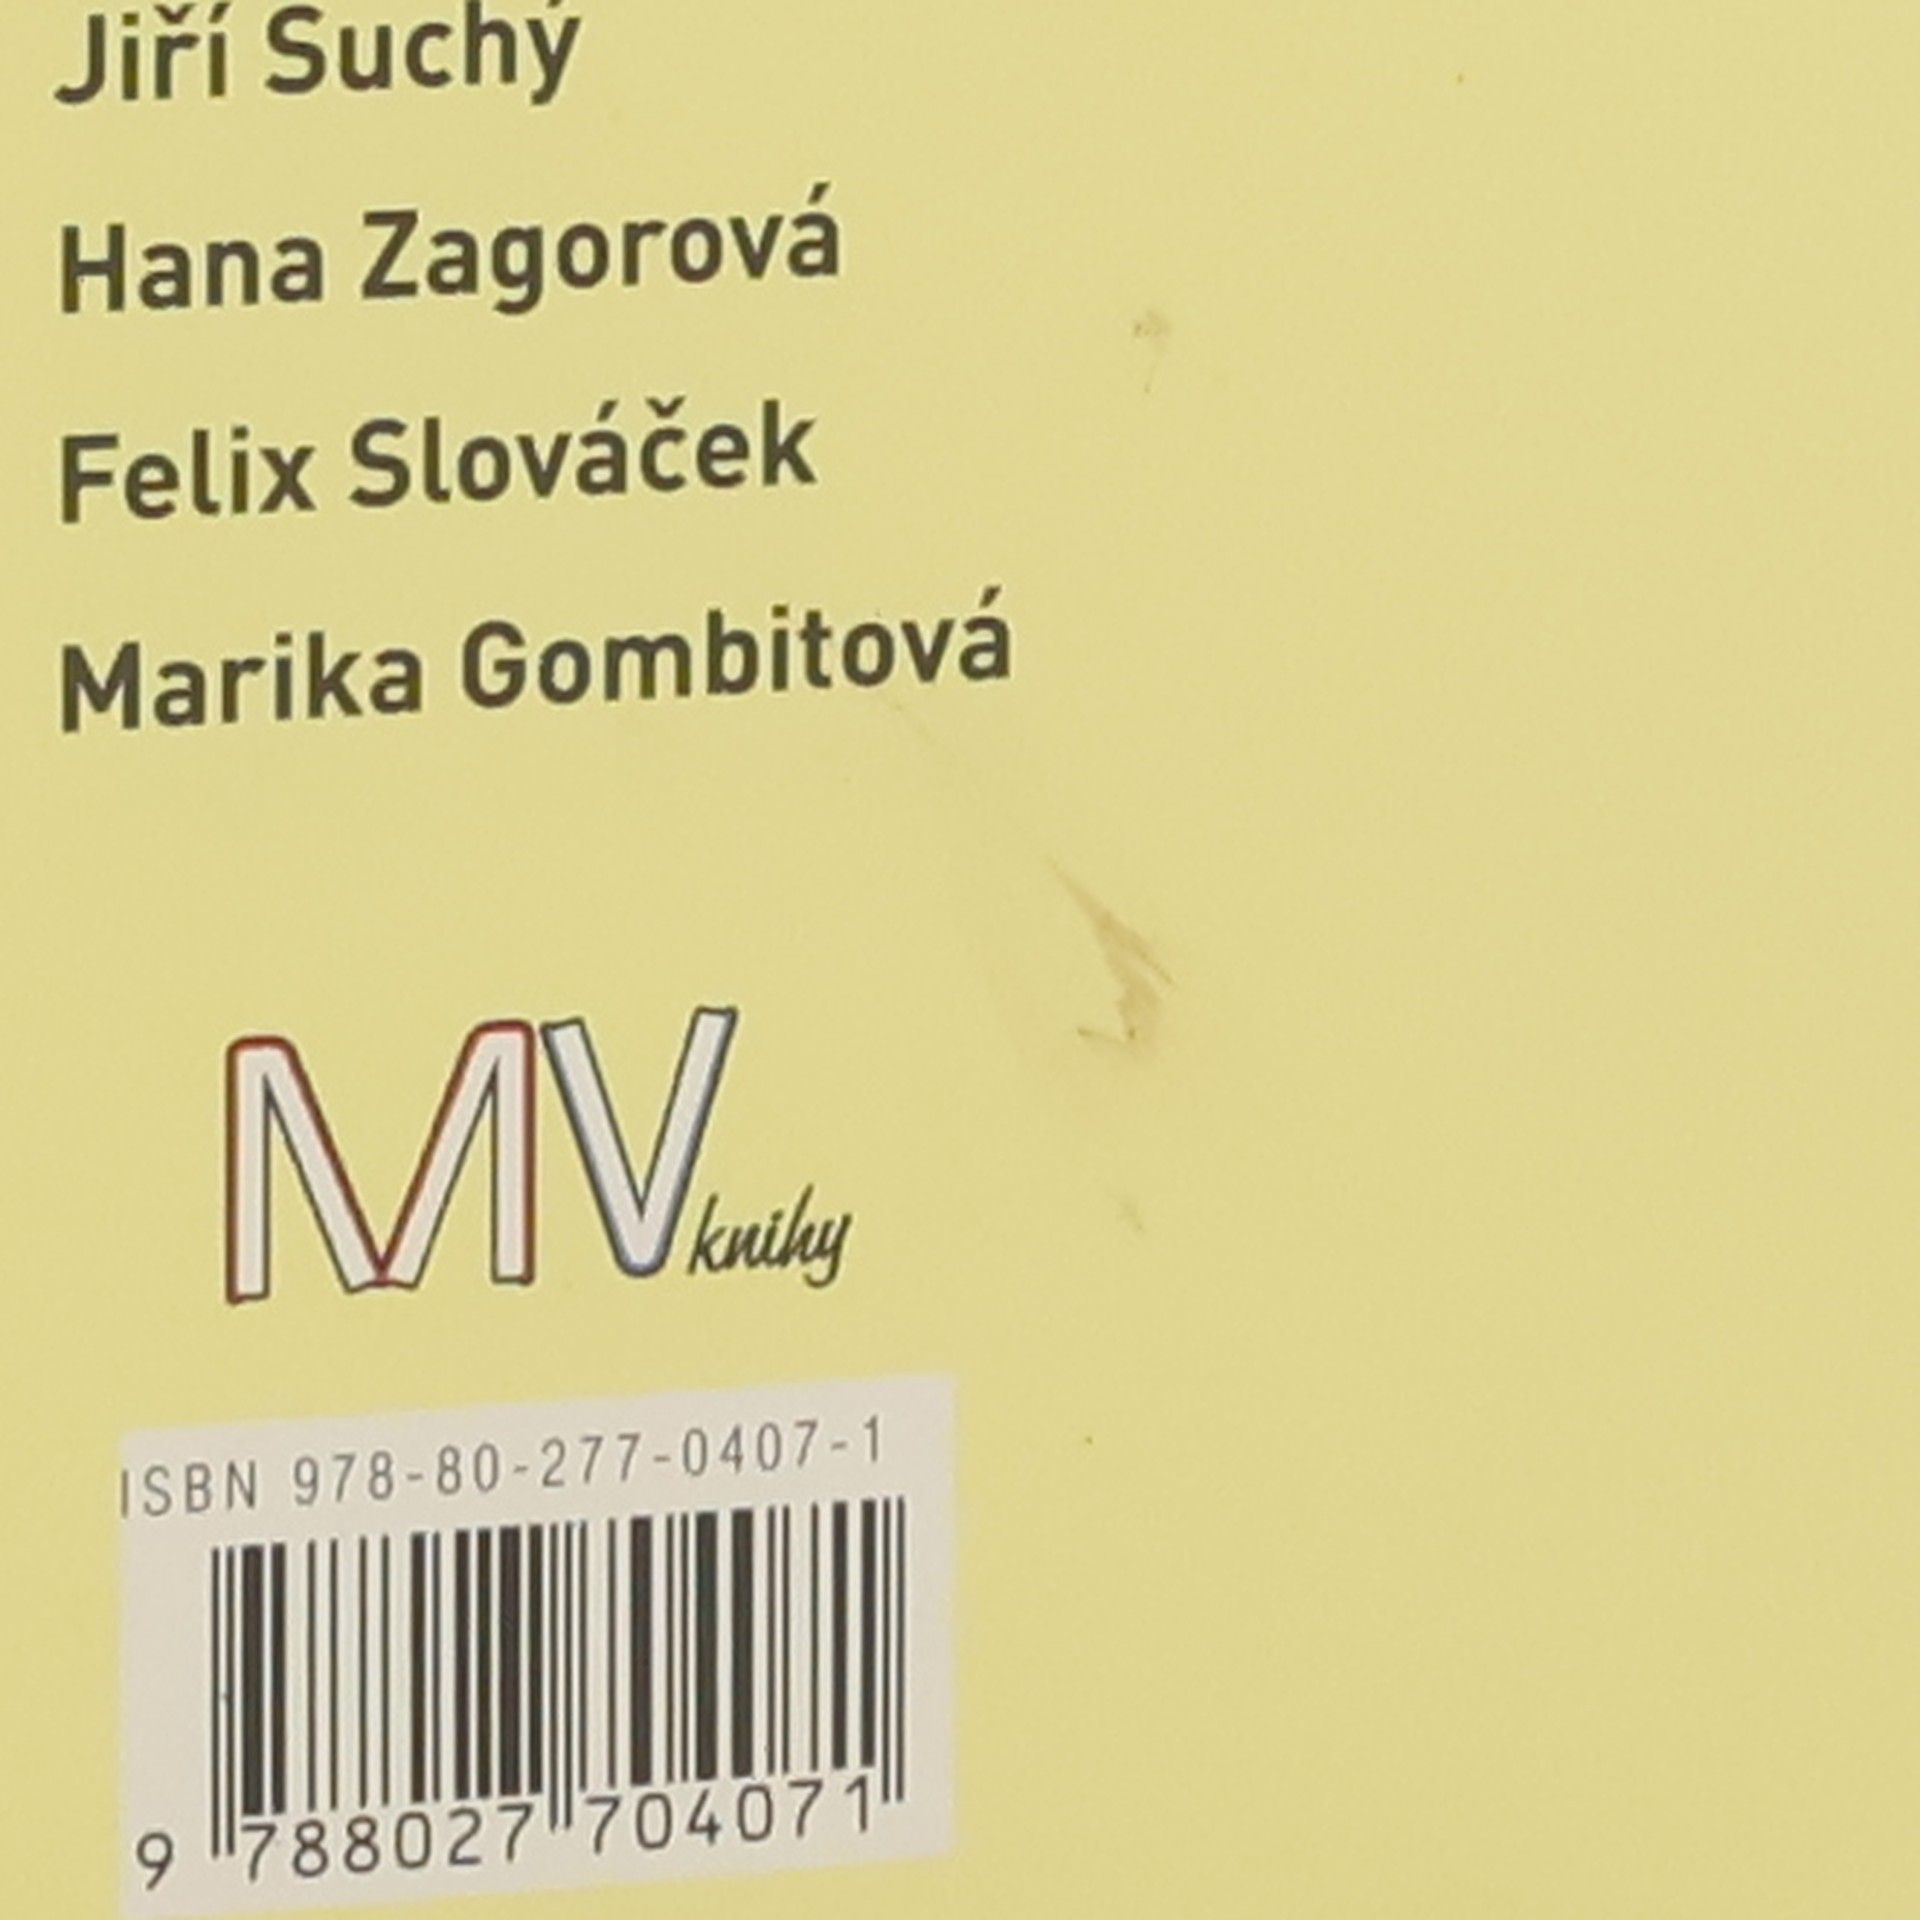 Jiří Suchý
Hana Zagorová
Felix Slováček
Marika Gombitová
MV knihy
ISBN 978-80-277-0407-1
9 788027 704071